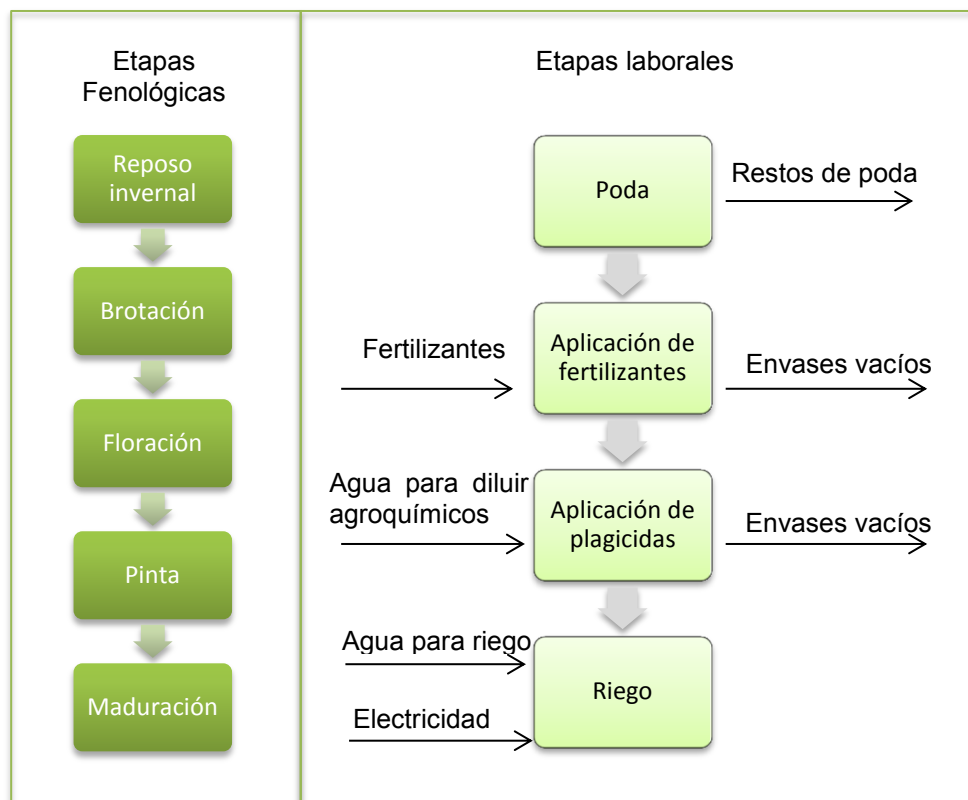 Etapas
Fenológicas
Reposo
invernal
Brotación
Floración
Pinta
Maduración
Etapas laborales
Poda
Restos de poda
Fertilizantes
Aplicación de
fertilizantes
Envases vacíos
Agua para diluir
agroquímicos
Aplicación de
plagicidas
Envases vacíos
Agua para riego
Electricidad
Riego